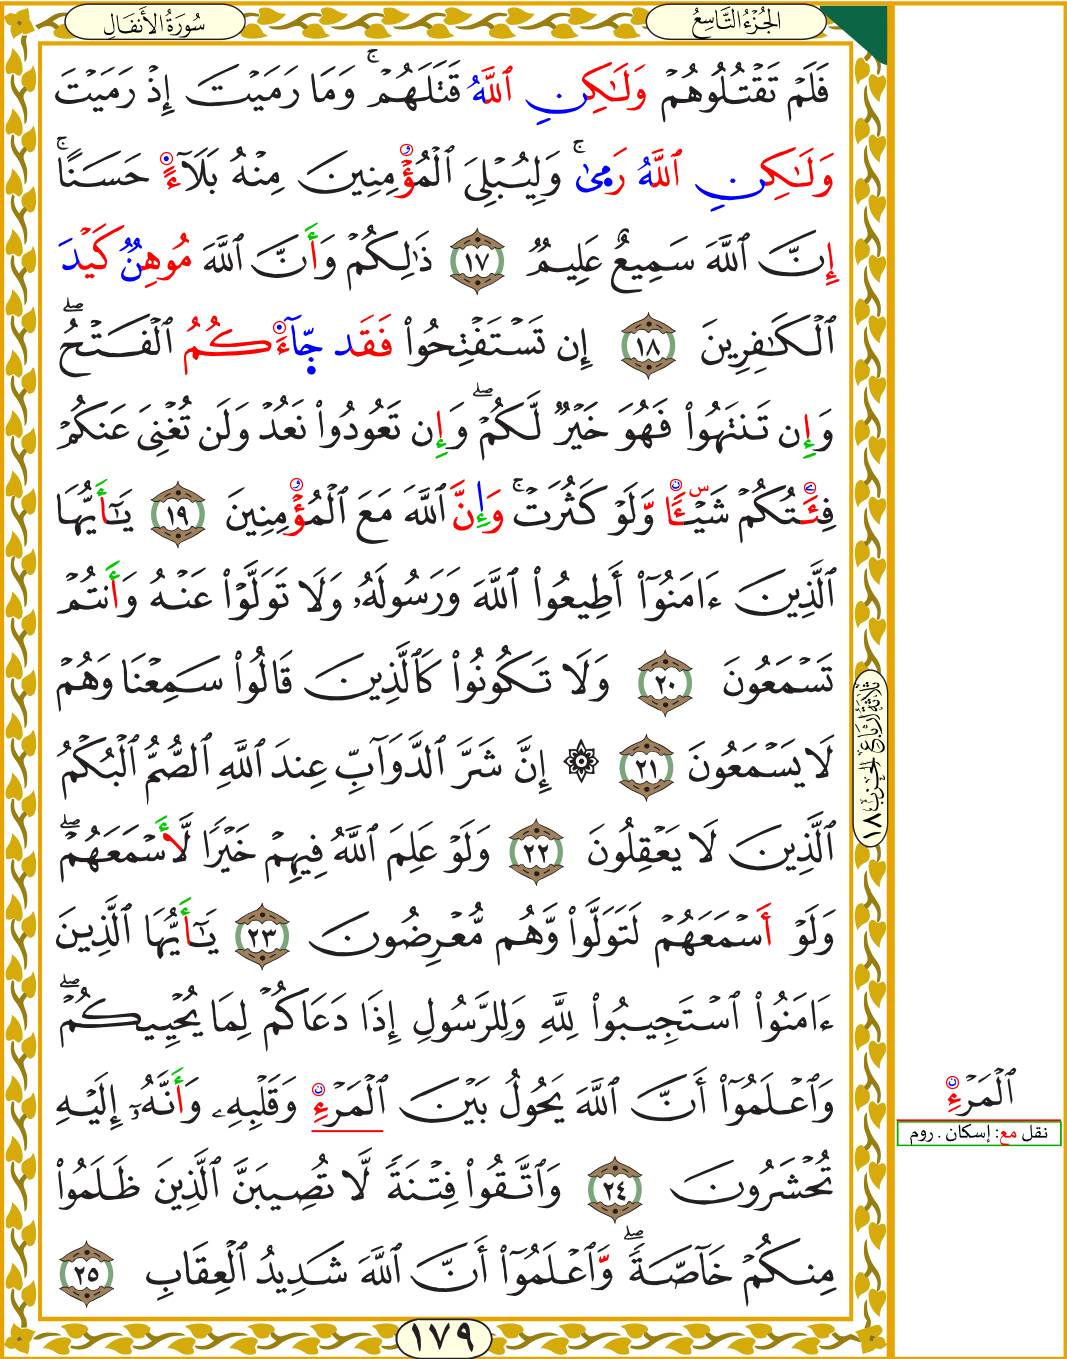 سُورَةُ الأَنفَالِ
الجُزْءُ التَّاسِعُ
فَلَمْ تَقْتُلُوهُمْ وَلَٰكِنِ ٱللَّهُ قَتَلَهُمْ ۚ وَمَا رَمَيْتَ إِذْ رَمَيْتَ
وَلَٰكِنِ ٱللَّهُ رَمِىٰ ۚ وَلِيُبْلِىَ ٱلْمُؤْمِنِينَ مِنْهُ بَلَآءً حَسَنًا ۚ
إِنَّ ٱللَّهَ سَمِيعٌ عَلِيمٌ ١٧ ذَٰلِكُمْ وَأَنَّ ٱللَّهَ مُوهِنٌ كَيْدَ
ٱلْكَٰفِرِينَ ١٨ إِن تَسْتَفْتِحُوا۟ فَقَد جَّآءَكُمُ ٱلْفَتْحُ ۖ
وَإِن تَنتَهُوا۟ فَهُوَ خَيْرٌ لَّكُمْ ۖ وَإِن تَعُودُوا۟ نَعُدْ وَلَن تُغْنِىَ عَنكُمْ
فِئَتُكُمْ شَيْـًٔا وَّلَوْ كَثُرَتْ ۚ وَإِنَّ ٱللَّهَ مَعَ ٱلْمُؤْمِنِينَ ١٩ يَٰٓأَيُّهَا
ٱلَّذِينَ ءَامَنُوٓا۟ أَطِيعُوا۟ ٱللَّهَ وَرَسُولَهُۥ وَلَا تَوَلَّوْا۟ عَنْهُ وَأَنتُمْ
تَسْمَعُونَ ٢٠ وَلَا تَكُونُوا۟ كَٱلَّذِينَ قَالُوا۟ سَمِعْنَا وَهُمْ
لَا يَسْمَعُونَ ٢١ ۞ إِنَّ شَرَّ ٱلدَّوَآبِّ عِندَ ٱللَّهِ ٱلصُّمُّ ٱلْبُكْمُ
ٱلَّذِينَ لَا يَعْقِلُونَ ٢٢ وَلَوْ عَلِمَ ٱللَّهُ فِيهِمْ خَيْرًا لَّأَسْمَعَهُمْ ۖ
وَلَوْ أَسْمَعَهُمْ لَتَوَلَّوا۟ وَّهُم مُّعْرِضُونَ ٢٣ يَٰٓأَيُّهَا ٱلَّذِينَ
ءَامَنُوا۟ ٱسْتَجِيبُوا۟ لِلَّهِ وَلِلرَّسُولِ إِذَا دَعَاكُمْ لِمَا يُحْيِيكُمْ ۖ
وَٱعْلَمُوٓا۟ أَنَّ ٱللَّهَ يَحُولُ بَيْنَ ٱلْمَرْءِ وَقَلْبِهِۦ وَأَنَّهُۥٓ إِلَيْهِ
تُحْشَرُونَ ٢٤ وَٱتَّقُوا۟ فِتْنَةً لَّا تُصِيبَنَّ ٱلَّذِينَ ظَلَمُوا۟
مِنكُمْ خَآصَّةً ۖ وَّٱعْلَمُوٓا۟ أَنَّ ٱللَّهَ شَدِيدُ ٱلْعِقَابِ ٢٥
١٧٩
ثَلَاثَةُ أَرْبَاعِ الحِزْبِ ١٨
ٱلْمَرْءِ
نقل مع: إسكان . روم